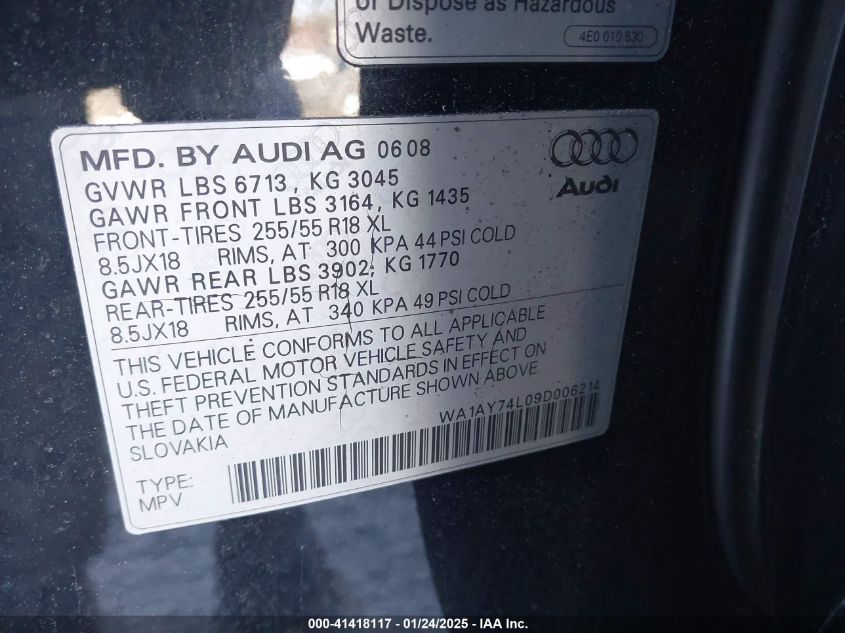 or Dispose as Hazardous
Waste.
4E0 010 530
MFD. BY AUDI AG 06 08
Audi
GVWR LBS 6713, KG 3045
GAWR FRONT LBS 3164, KG 1435
FRONT-TIRES 255/55 R18 XL
8.5JX18 RIMS, AT 300 KPA 44 PSI COLD
GAWR REAR LBS 3902, KG 1770
REAR-TIRES 255/55 R18 XL
8.5JX18 RIMS, AT 340 KPA 49 PSI COLD
THIS VEHICLE CONFORMS TO ALL APPLICABLE
U.S. FEDERAL MOTOR VEHICLE SAFETY AND
THEFT PREVENTION STANDARDS IN EFFECT ON
THE DATE OF MANUFACTURE SHOWN ABOVE.
SLOVAKIA
WA1AY74L09D006214
TYPE:
MPV
000-41418117 — 01/24/2025 — IAA Inc.